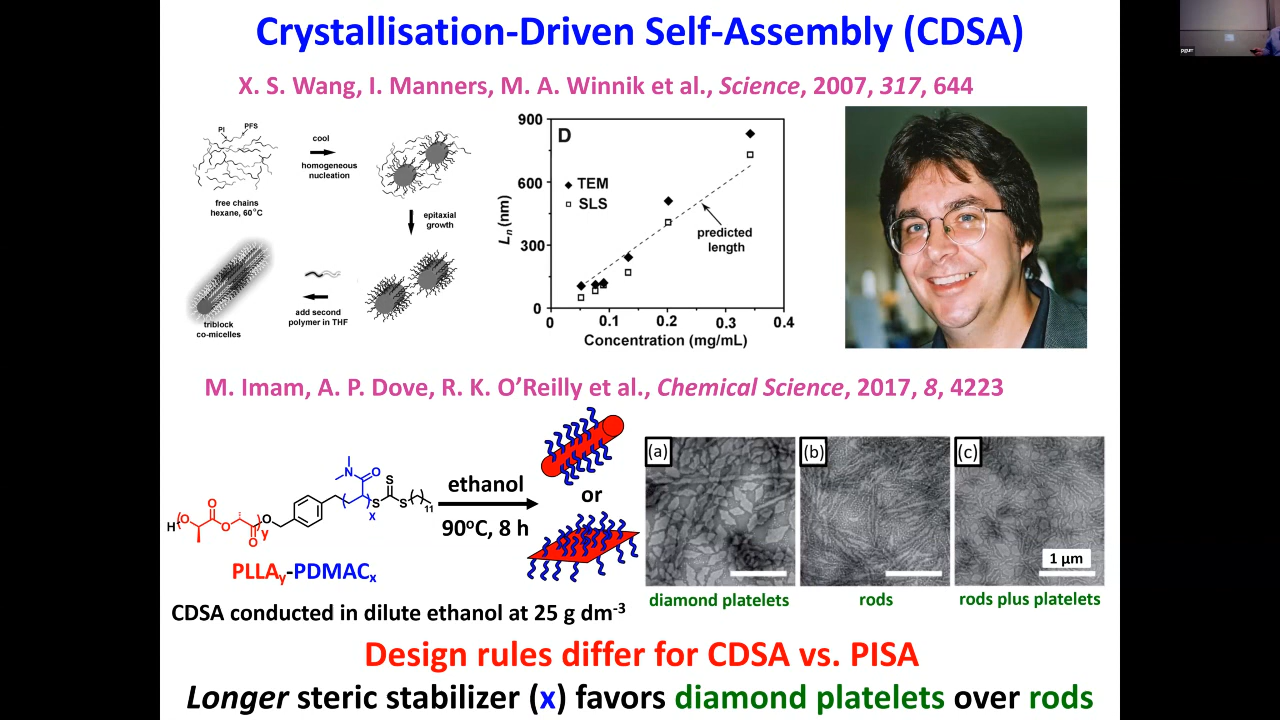 Crystallisation-Driven Self-Assembly (CDSA)
X. S. Wang, I. Manners, M. A. Winnik et al., Science, 2007, 317, 644
PI
PFS
cool
homogeneous
nucleation
free chains
hexane, 60°C
epitaxial
growth
add second
polymer in THF
triblock
co-micelles
D
TEM
SLS
predicted
length
Ln (nm)
900
600
300
0
0
0.1
0.2
0.3
0.4
Concentration (mg/mL)
M. Imam, A. P. Dove, R. K. O'Reilly et al., Chemical Science, 2017, 8, 4223
H
O
O
O
O
y
O
N
O
x
S
S
S
11
PLLAy-PDMACx
ethanol
90°C, 8 h
or
(a)
(b)
(c)
1 µm
diamond platelets
rods
rods plus platelets
CDSA conducted in dilute ethanol at 25 g dm-3
Design rules differ for CDSA vs. PISA
Longer steric stabilizer (x) favors diamond platelets over rods